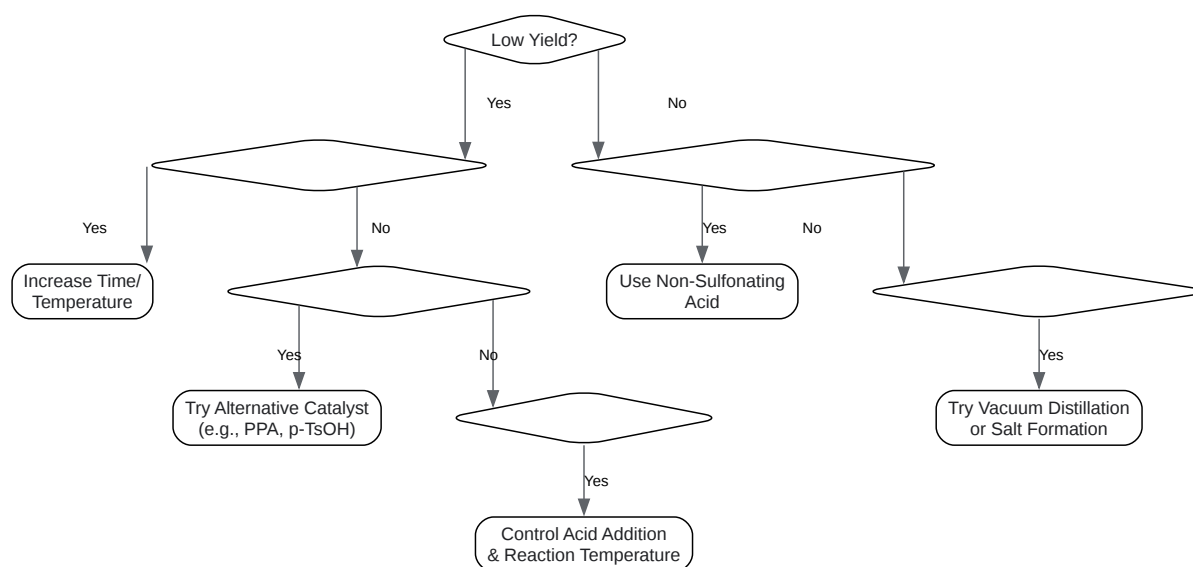 Low Yield?
Yes
No
Yes
No
Yes
No
Increase Time/
Temperature
Use Non-Sulfonating
Acid
Yes
No
Yes
Try Alternative Catalyst
(e.g., PPA, p-TsOH)
Try Vacuum Distillation
or Salt Formation
Yes
Control Acid Addition
& Reaction Temperature